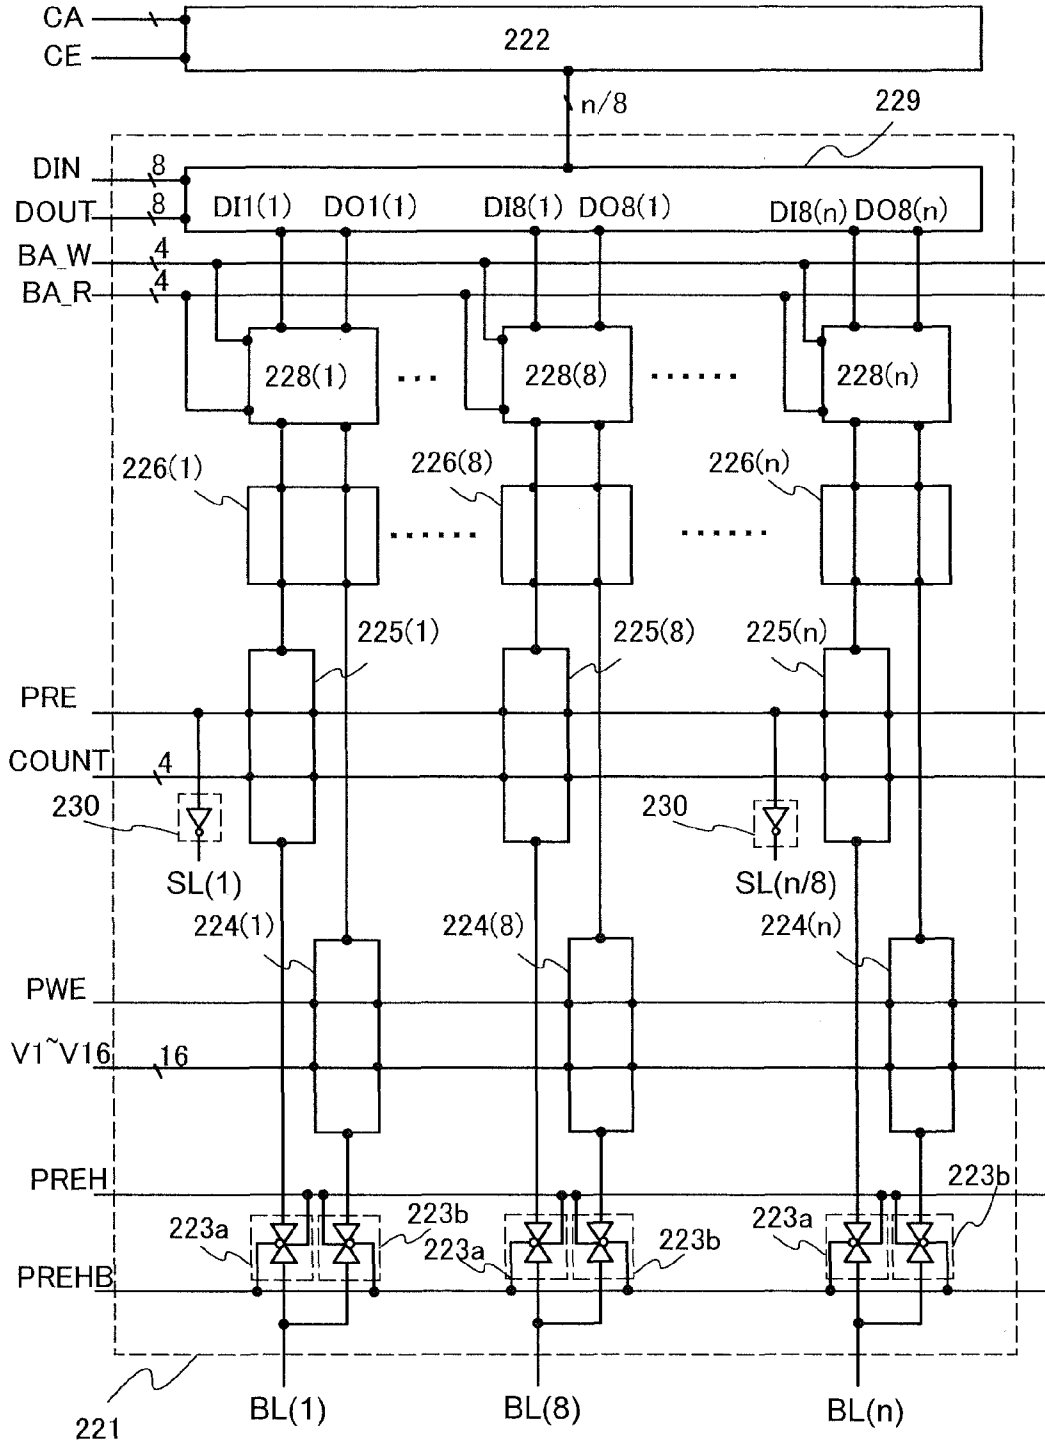 CA
CE
222
n/8
229
DIN 8
DOUT 8
DI1(1) DO1(1) DI8(1) DO8(1) DI8(n) DO8(n)
BA_W 4
BA_R 4
228(1) 228(8) 228(n)
226(1) 226(8) 226(n)
225(1) 225(8) 225(n)
PRE
COUNT 4
230 230
SL(1) SL(n/8)
224(1) 224(8) 224(n)
PWE
V1~V16 16
PREH
223a 223b 223a 223b 223a 223b
PREHB
221
BL(1) BL(8) BL(n)